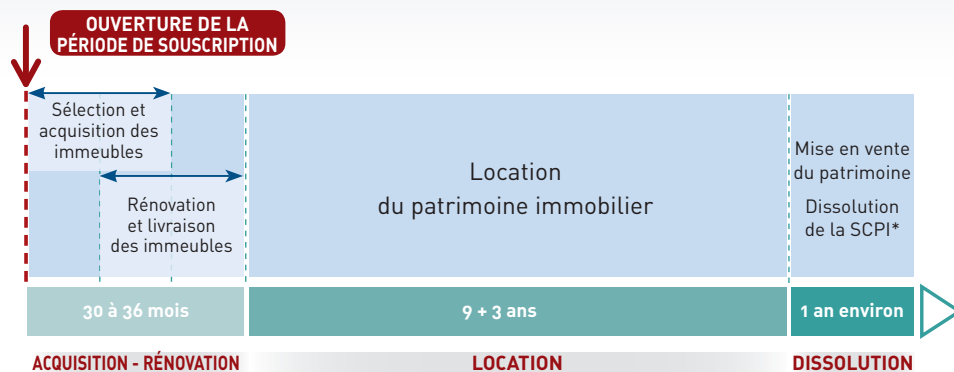 OUVERTURE DE LA
PÉRIODE DE SOUSCRIPTION
Sélection et
acquisition des
immeubles
Rénovation
et livraison
des immeubles
Location
du patrimoine immobilier
Mise en vente
du patrimoine
Dissolution
de la SCPI*
30 à 36 mois
9 + 3 ans
1 an environ
ACQUISITION - RÉNOVATION
LOCATION
DISSOLUTION